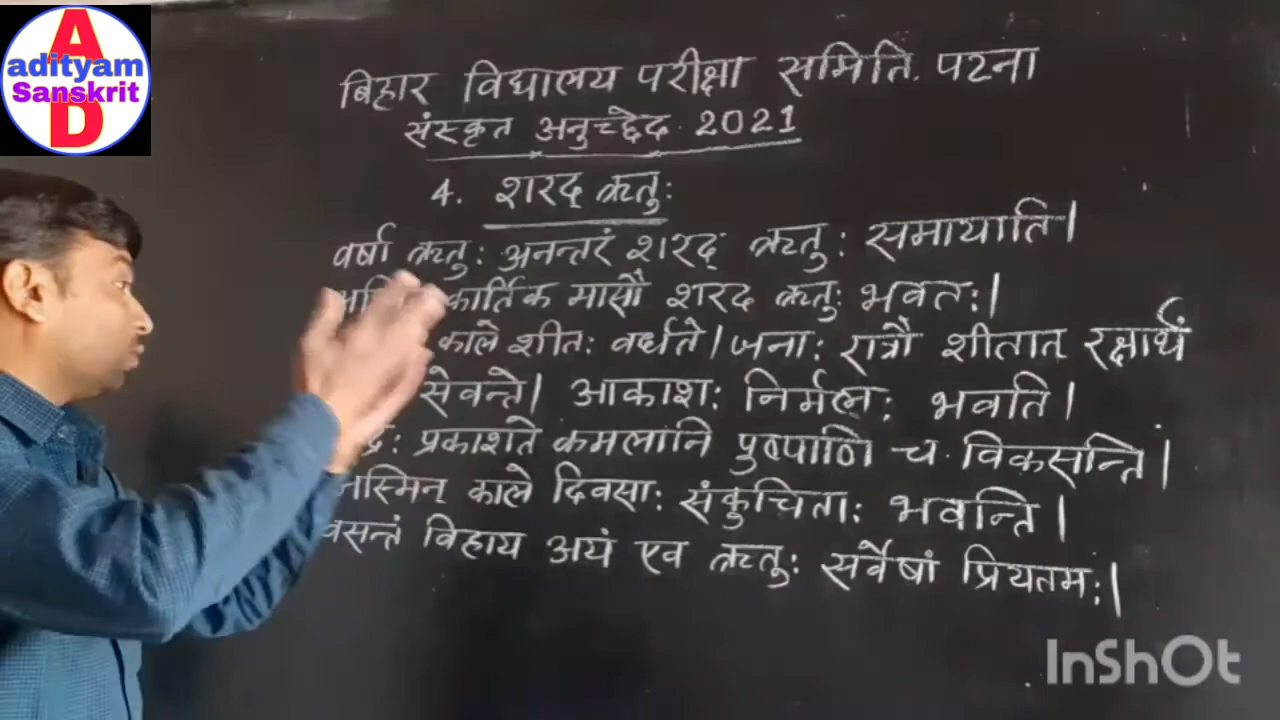 A
adityam
Sanskrit
D
बिहार विद्यालय परीक्षा समिति. पटना
संस्कृत अनुच्छेद. 2021
4. शरद् ऋतु:
वर्षा ऋतु: अनन्तरं शरद् ऋतु: समायाति।
कार्तिक मासौ शरद ऋतु: भवत:।
काले शीत: वर्धते। जना: रात्रौ शीतात् रक्षार्थं
सेवन्ते। आकाश: निर्मल: भवति।
प्रकाशते कमलानि पुष्पाणि च विकसन्ति।
काले दिवसा: संकुचिता: भवन्ति।
वसन्तं विहाय अयं एव ऋतु: सर्वेषां प्रियतम:।
InShOt